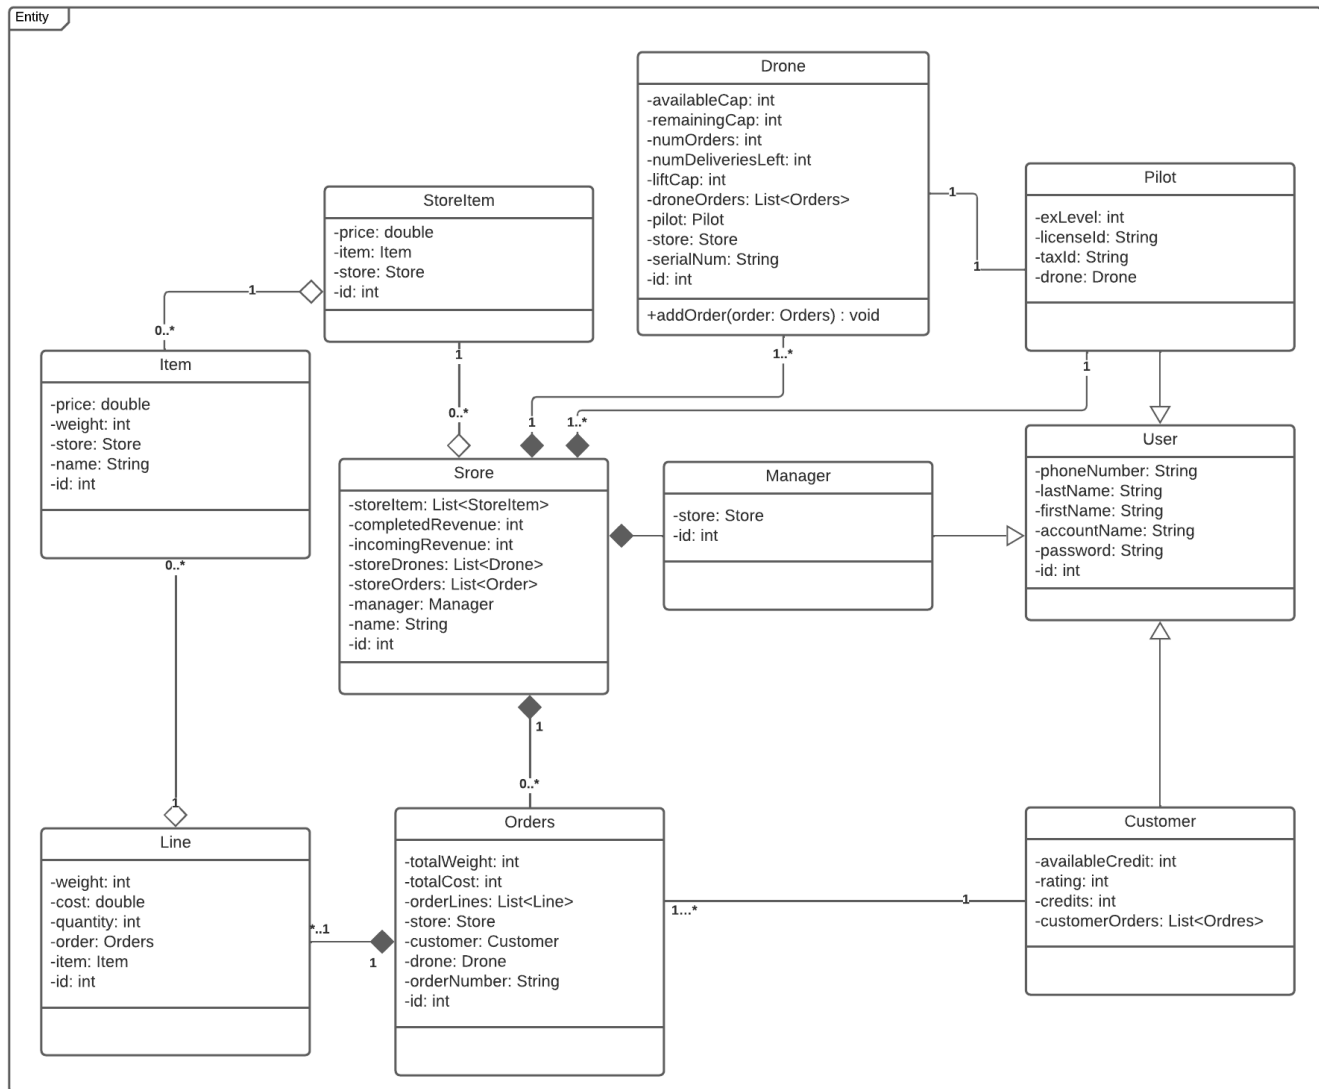 Entity
Drone
-availableCap: int
-remainingCap: int
-numOrders: int
-numDeliveriesLeft: int
-liftCap: int
-droneOrders: List<Orders>
-pilot: Pilot
-store: Store
-serialNum: String
-id: int
+addOrder(order: Orders) : void
1
1
Pilot
-exLevel: int
-licenseId: String
-taxId: String
-drone: Drone
StoreItem
-price: double
-item: Item
-store: Store
-id: int
1
0..*
Item
-price: double
-weight: int
-store: Store
-name: String
-id: int
1
0..*
1..*
1
1
1..*
Srore
-storeItem: List<StoreItem>
-completedRevenue: int
-incomingRevenue: int
-storeDrones: List<Drone>
-storeOrders: List<Order>
-manager: Manager
-name: String
-id: int
Manager
-store: Store
-id: int
User
-phoneNumber: String
-lastName: String
-firstName: String
-accountName: String
-password: String
-id: int
0..*
1
1
0..*
Line
-weight: int
-cost: double
-quantity: int
-order: Orders
-item: Item
-id: int
*..1
1
Orders
-totalWeight: int
-totalCost: int
-orderLines: List<Line>
-store: Store
-customer: Customer
-drone: Drone
-orderNumber: String
-id: int
1...*
1
Customer
-availableCredit: int
-rating: int
-credits: int
-customerOrders: List<Ordres>